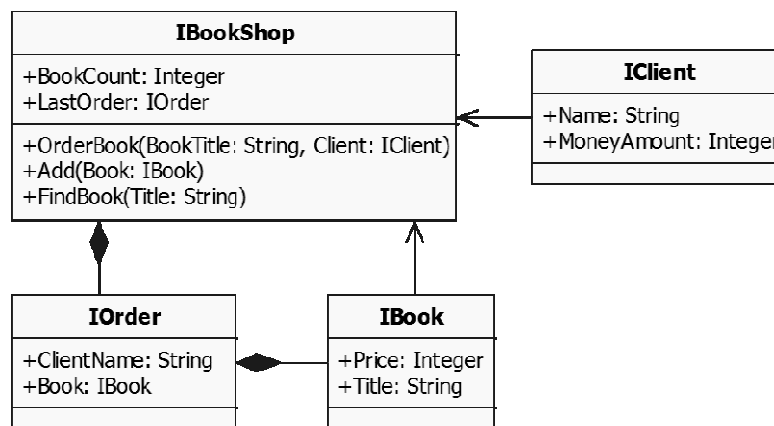 IBookShop
+BookCount: Integer
+LastOrder: IOrder
+OrderBook(BookTitle: String, Client: IClient)
+Add(Book: IBook)
+FindBook(Title: String)
IClient
+Name: String
+MoneyAmount: Integer
IOrder
+ClientName: String
+Book: IBook
IBook
+Price: Integer
+Title: String